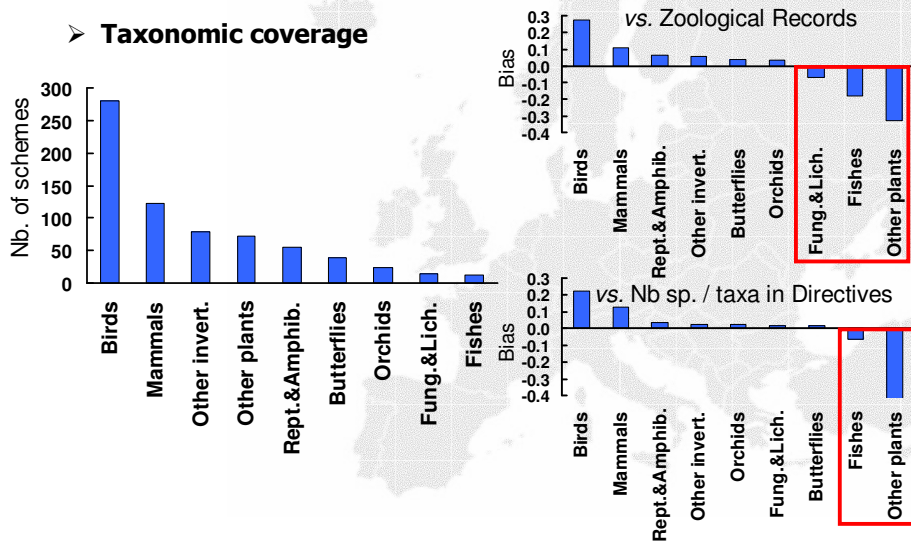 ➢ Taxonomic coverage
Nb. of schemes
300
250
200
150
100
50
0
Birds
Mammals
Other invert.
Other plants
Rept.&Amphib.
Butterflies
Orchids
Fung.&Lich.
Fishes
vs. Zoological Records
Bias
0.3
0.2
0.1
0.0
-0.1
-0.2
-0.3
-0.4
Birds
Mammals
Rept.&Amphib.
Other invert.
Butterflies
Orchids
Fung.&Lich.
Fishes
Other plants
vs. Nb sp. / taxa in Directives
Bias
0.3
0.2
0.1
0.0
-0.1
-0.2
-0.3
-0.4
Birds
Mammals
Rept.&Amphib.
Other invert.
Orchids
Fung.&Lich.
Butterflies
Fishes
Other plants